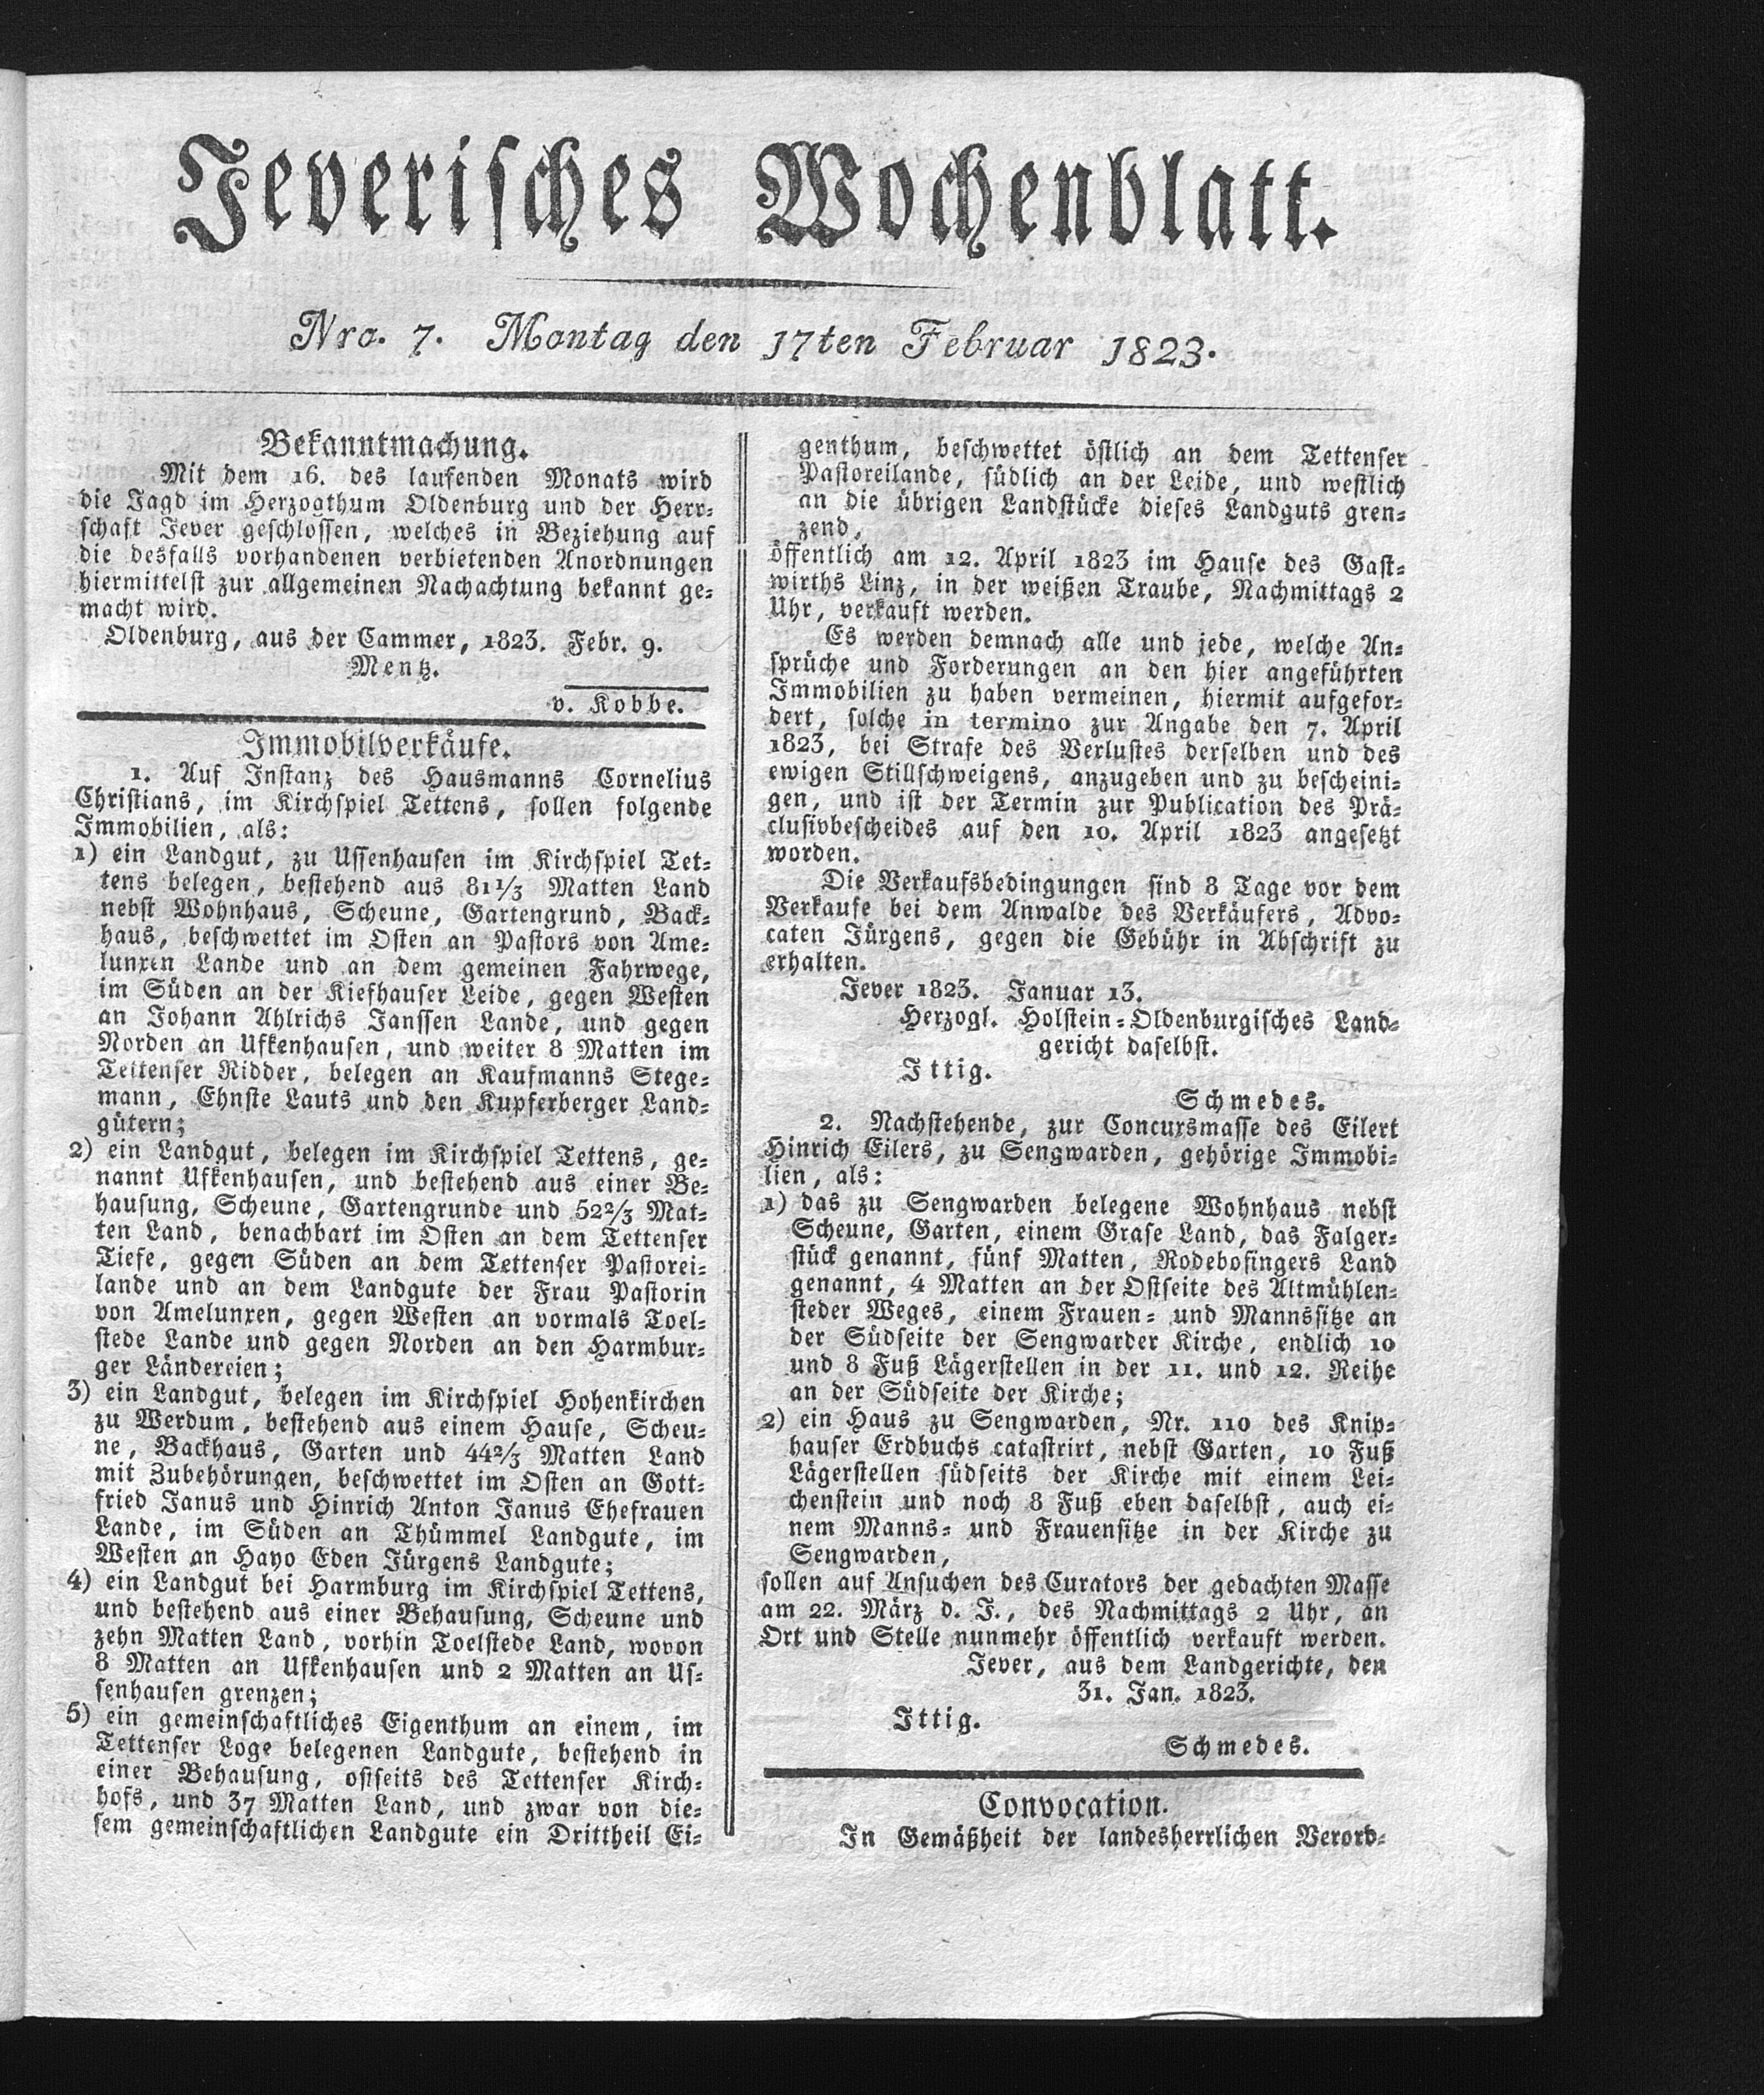 Jeverisches Wochenblatt.
Nro. 7. Montag den 17ten Februar 1823.
Bekanntmachung.
Mit dem 16. des laufenden Monats wird
die Jagd im Herzogthum Oldenburg und der Herr-
schaft Jever geschlossen, welches in Beziehung auf
die desfalls vorhandenen verbietenden Anordnungen
hiermittelst zur allgemeinen Nachachtung bekannt ge-
macht wird.
Oldenburg, aus der Cammer, 1823. Febr. 9.
Mentz.
v. Kobbe.
Immobilverkäufe.
1. Auf Instanz des Hausmanns Cornelius
Christians, im Kirchspiel Tettens, sollen folgende
Immobilien, als:
1) ein Landgut, zu Ussenhausen im Kirchspiel Tet-
tens belegen, bestehend aus 81 1/3 Matten Land
nebst Wohnhaus, Scheune, Gartengrund, Back-
haus, beschwettet im Osten an Pastors von Ame-
lunxen Lande und an dem gemeinen Fahrwege,
im Süden an der Kiefhauser Leide, gegen Westen
an Johann Ahlrichs Janssen Lande, und gegen
Norden an Uffenhausen, und weiter 8 Matten im
Tettenser Ridder, belegen an Kaufmanns Stege-
mann, Ehnste Lauts und den Kupferberger Land-
gütern;
2) ein Landgut, belegen im Kirchspiel Tettens, ge-
nannt Uffenhausen, und bestehend aus einer Be-
hausung, Scheune, Gartengrunde und 52 2/3 Mat-
ten Land, benachbart im Osten an dem Tettenser
Tiefe, gegen Süden an dem Tettenser Pastorei-
lande und an dem Landgute der Frau Pastorin
von Amelunxen, gegen Westen an vormals Toel-
stede Lande und gegen Norden an den Harmbur-
ger Ländereien;
3) ein Landgut, belegen im Kirchspiel Hohenkirchen
zu Werdum, bestehend aus einem Hause, Scheu-
ne, Backhaus, Garten und 44 2/3 Matten Land
mit Zubehörungen, beschwettet im Osten an Gott-
fried Janus und Hinrich Anton Janus Ehefrauen
Lande, im Süden an Thümmel Landgute, im
Westen an Hayo Eden Jürgens Landgute;
4) ein Landgut bei Harmburg im Kirchspiel Tettens,
und bestehend aus einer Behausung, Scheune und
zehn Matten Land, vorhin Toelstede Land, wovon
8 Matten an Uffenhausen und 2 Matten an Us-
senhausen grenzen;
5) ein gemeinschaftliches Eigenthum an einem, im
Tettenser Loge belegenen Landgute, bestehend in
einer Behausung, ostseits des Tettenser Kirch-
hofs, und 37 Matten Land, und zwar von die-
sem gemeinschaftlichen Landgute ein Drittheil Ei-
genthum, beschwettet östlich an dem Tettenser
Pastoreilande, südlich an der Leide, und westlich
an die übrigen Landstücke dieses Landguts gren-
zend,
öffentlich am 12. April 1823 im Hause des Gast-
wirths Linz, in der weißen Traube, Nachmittags 2
Uhr, verkauft werden.
Es werden demnach alle und jede, welche An-
sprüche und Forderungen an den hier angeführten
Immobilien zu haben vermeinen, hiermit aufgefor-
dert, solche in termino zur Angabe den 7. April
1823, bei Strafe des Verlustes derselben und des
ewigen Stillschweigens, anzugeben und zu bescheini-
gen, und ist der Termin zur Publication des Prä-
clusivbescheides auf den 10. April 1823 angesetzt
worden.
Die Verkaufsbedingungen sind 8 Tage vor dem
Verkaufe bei dem Anwalde des Verkäufers, Advo-
caten Jürgens, gegen die Gebühr in Abschrift zu
erhalten.
Jever 1823. Januar 13.
Herzogl. Holstein-Oldenburgisches Land-
gericht daselbst.
Ittig.
Schmedes.
2. Nachstehende, zur Concursmasse des Eilert
Hinrich Eilers, zu Sengwarden, gehörige Immobi-
lien, als:
1) das zu Sengwarden belegene Wohnhaus nebst
Scheune, Garten, einem Grase Land, das Falger-
stück genannt, fünf Matten, Rodebosingers Land
genannt, 4 Matten an der Ostseite des Altmühlen-
steder Weges, einem Frauen- und Mannssitze an
der Südseite der Sengwarder Kirche, endlich 10
und 8 Fuß Lägerstellen in der 11. und 12. Reihe
an der Südseite der Kirche;
2) ein Haus zu Sengwarden, Nr. 110 des Knip-
hauser Erdbuchs catastrirt, nebst Garten, 10 Fuß
Lägerstellen südseits der Kirche mit einem Lei-
chenstein und noch 8 Fuß eben daselbst, auch ei-
nem Manns- und Frauensitze in der Kirche zu
Sengwarden,
sollen auf Ansuchen des Curators der gedachten Masse
am 22. März d. J., des Nachmittags 2 Uhr, an
Ort und Stelle nunmehr öffentlich verkauft werden.
Jever, aus dem Landgerichte, den
31. Jan. 1823.
Ittig.
Schmedes.
Convocation.
In Gemäßheit der landesherrlichen Verord-